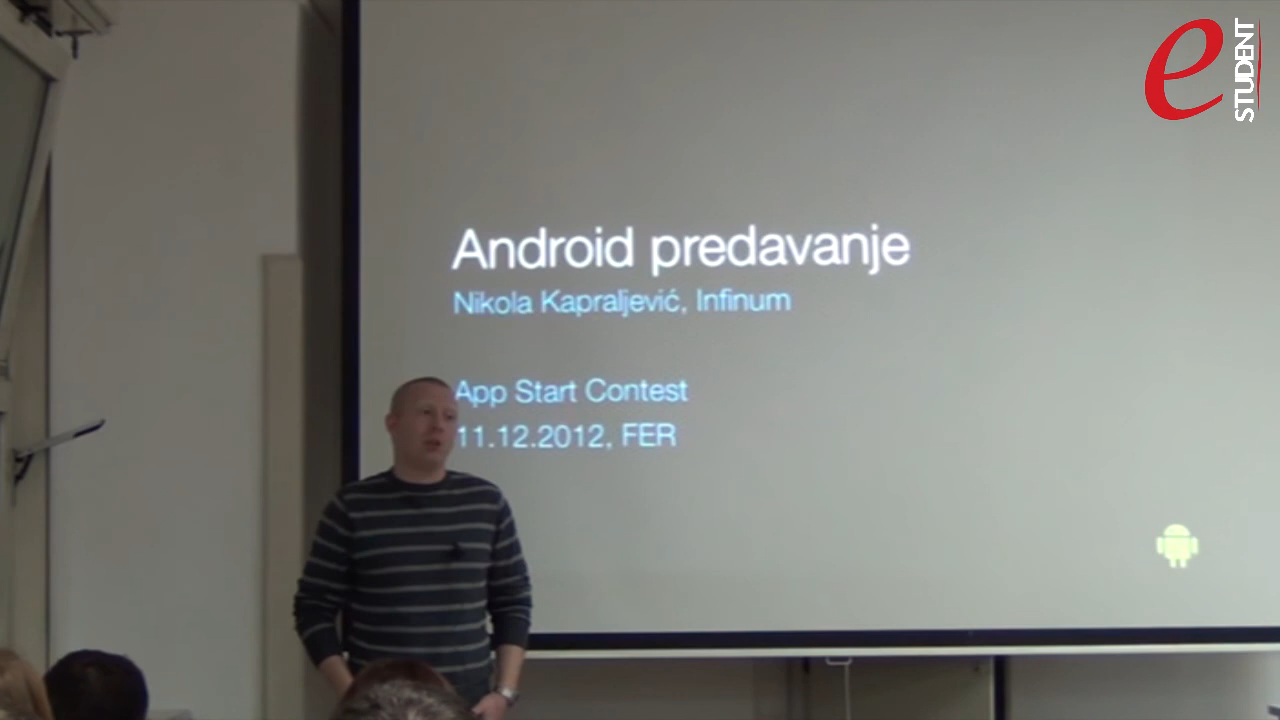 e
STUDENT
Android predavanje
Nikola Kapraljević, Infinum
App Start Contest
11.12.2012, FER